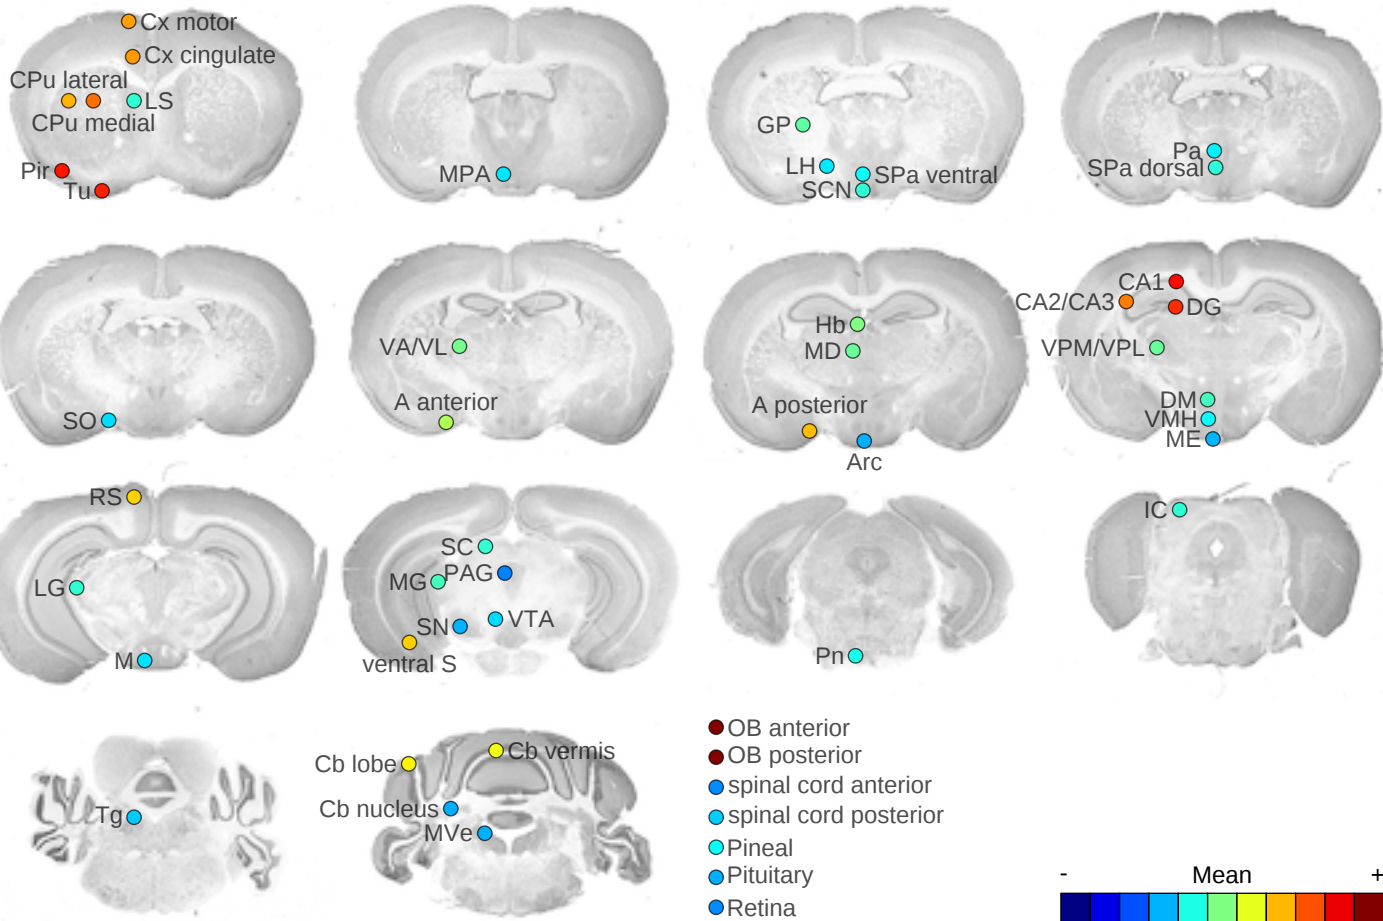 Cx motor
Cx cingulate
CPu lateral
LS
CPu medial
Pir
Tu
MPA
GP
LH
SPa ventral
SCN
Pa
SPa dorsal
SO
VA/VL
A anterior
Hb
MD
A posterior
Arc
CA1
CA2/CA3
DG
VPM/VPL
DM
VMH
ME
RS
LG
M
SC
PAG
MG
VTA
SN
ventral S
Pn
IC
Tg
Cb vermis
Cb lobe
Cb nucleus
MVe
OB anterior
OB posterior
spinal cord anterior
spinal cord posterior
Pineal
Pituitary
Retina
- Mean +